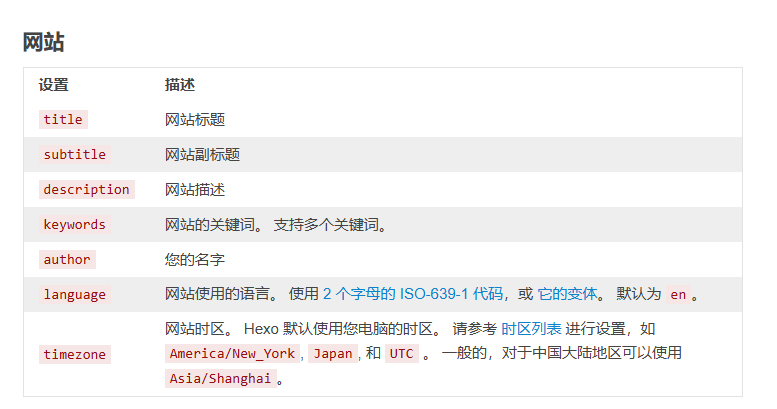 网站
设置 描述
title 网站标题
subtitle 网站副标题
description 网站描述
keywords 网站的关键词。 支持多个关键词。
author 您的名字
language 网站使用的语言。 使用 2 个字母的 ISO-639-1 代码，或 它的变体。 默认为 en 。
timezone 网站时区。 Hexo 默认使用您电脑的时区。 请参考 时区列表 进行设置，如
America/New_York , Japan , 和 UTC 。 一般的，对于中国大陆地区可以使用
Asia/Shanghai 。